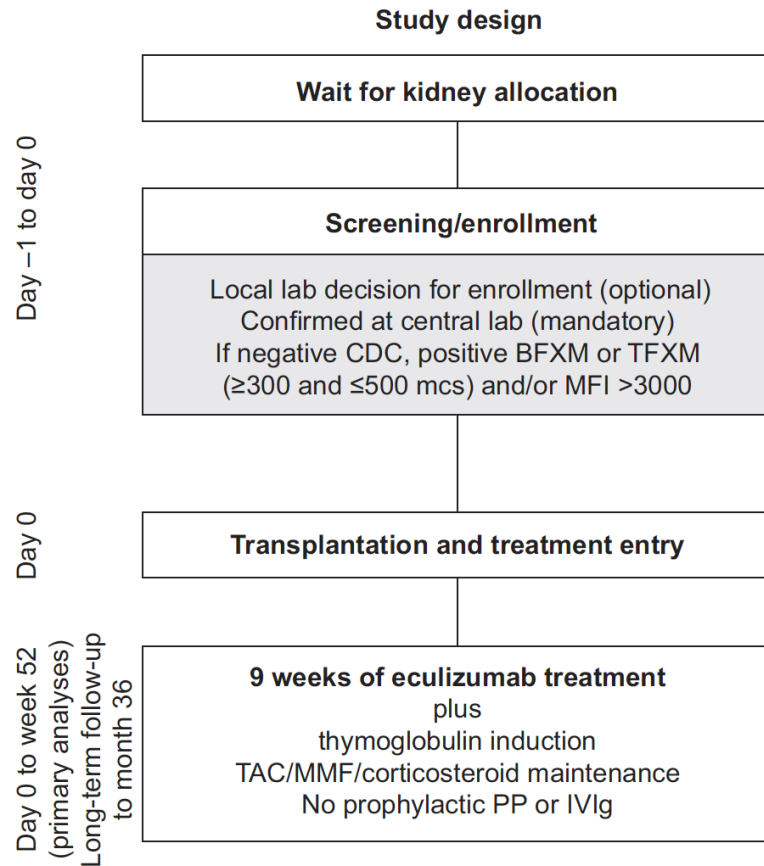 Study design
Wait for kidney allocation
Day −1 to day 0
Screening/enrollment
Local lab decision for enrollment (optional)
Confirmed at central lab (mandatory)
If negative CDC, positive BFXM or TFXM
(≥300 and ≤500 mcs) and/or MFI >3000
Day 0
Transplantation and treatment entry
Day 0 to week 52
(primary analyses)
Long-term follow-up
to month 36
9 weeks of eculizumab treatment
plus
thymoglobulin induction
TAC/MMF/corticosteroid maintenance
No prophylactic PP or IVIg